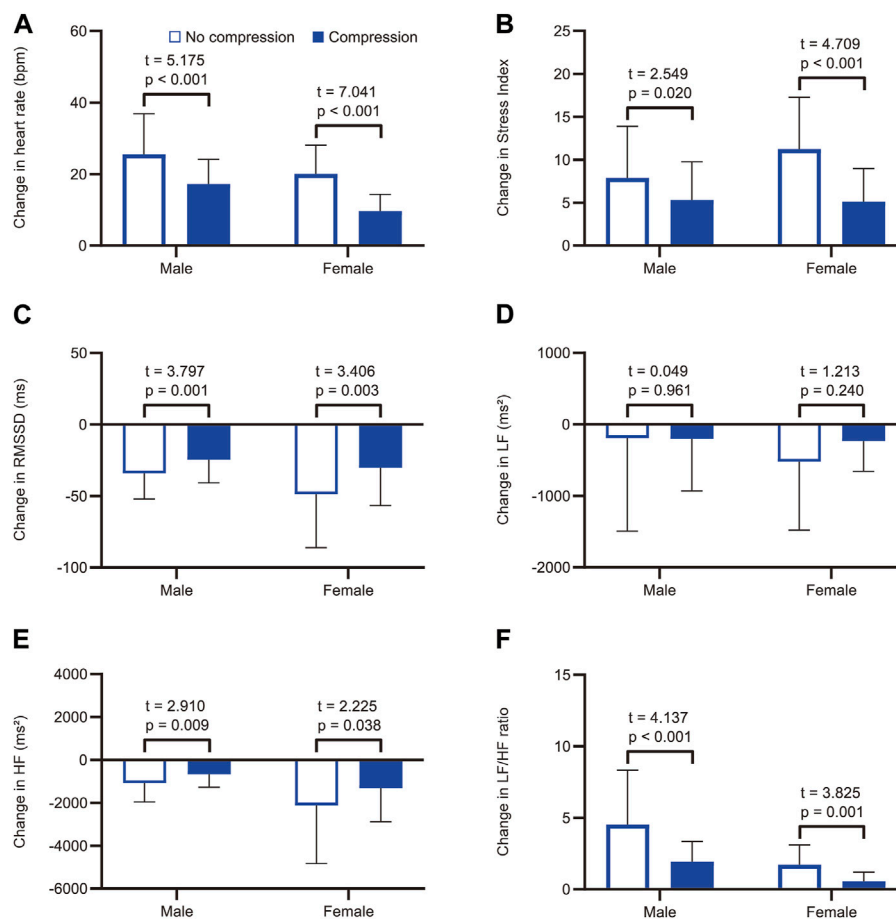 A
No compression
Compression
Change in heart rate (bpm)
60
40
20
0
t = 5.175
p < 0.001
t = 7.041
p < 0.001
Male
Female
B
Change in Stress Index
25
20
15
10
5
0
t = 2.549
p = 0.020
t = 4.709
p < 0.001
Male
Female
C
Change in RMSSD (ms)
50
0
-50
-100
t = 3.797
p = 0.001
t = 3.406
p = 0.003
Male
Female
D
Change in LF (ms²)
1000
0
-1000
-2000
t = 0.049
p = 0.961
t = 1.213
p = 0.240
Male
Female
E
Change in HF (ms²)
4000
2000
0
-2000
-4000
-6000
t = 2.910
p = 0.009
t = 2.225
p = 0.038
Male
Female
F
Change in LF/HF ratio
15
10
5
0
t = 4.137
p < 0.001
t = 3.825
p = 0.001
Male
Female